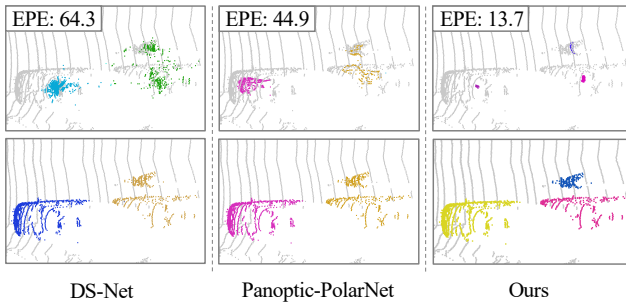 EPE: 64.3
EPE: 44.9
EPE: 13.7
DS-Net
Panoptic-PolarNet
Ours